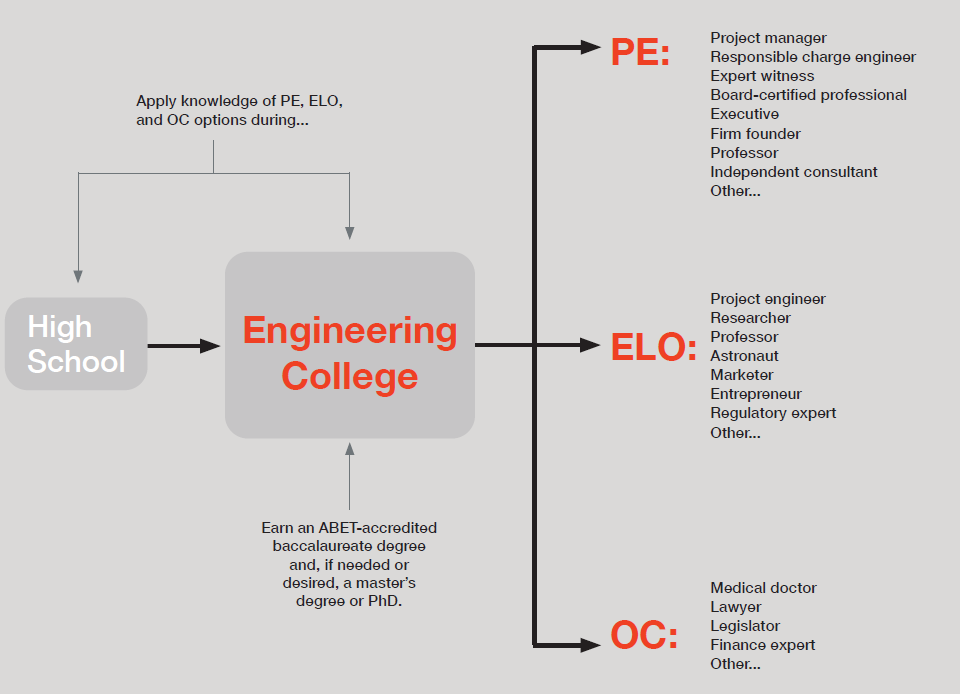 Apply knowledge of PE, ELO,
and OC options during...
High
School
Engineering
College
Earn an ABET-accredited
baccalaureate degree
and, if needed or
desired, a master's
degree or PhD.
PE:
Project manager
Responsible charge engineer
Expert witness
Board-certified professional
Executive
Firm founder
Professor
Independent consultant
Other...
ELO:
Project engineer
Researcher
Professor
Astronaut
Marketer
Entrepreneur
Regulatory expert
Other...
OC:
Medical doctor
Lawyer
Legislator
Finance expert
Other...